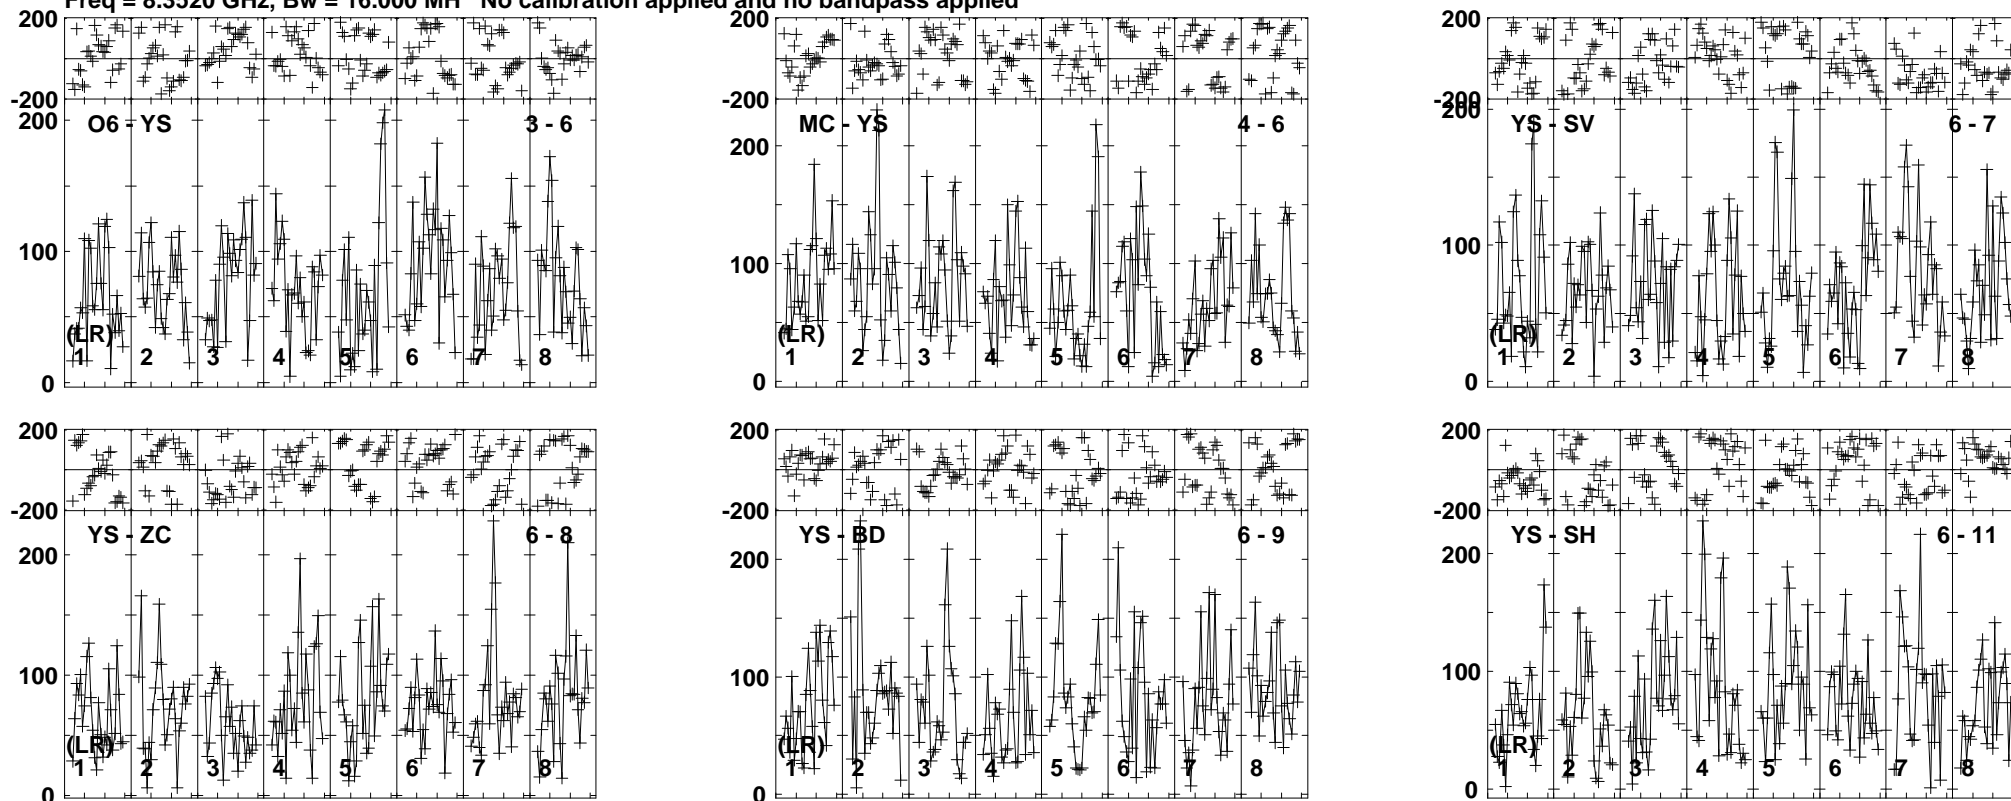 Freq = 8.3520 GHz, Bw = 16.000 MH No calibration applied and no bandpass applied
200
-200
O6 - YS 3 - 6
200
100
0
(LR)
1 2 3 4 5 6 7 8
200
-200
MC - YS 4 - 6
200
100
0
(LR)
1 2 3 4 5 6 7 8
200
-200
YS - SV 6 - 7
200
100
0
(LR)
1 2 3 4 5 6 7 8
200
-200
YS - ZC 6 - 8
200
100
0
(LR)
1 2 3 4 5 6 7 8
200
-200
YS - BD 6 - 9
200
100
0
(LR)
1 2 3 4 5 6 7 8
200
-200
YS - SH 6 - 11
200
100
0
(LR)
1 2 3 4 5 6 7 8